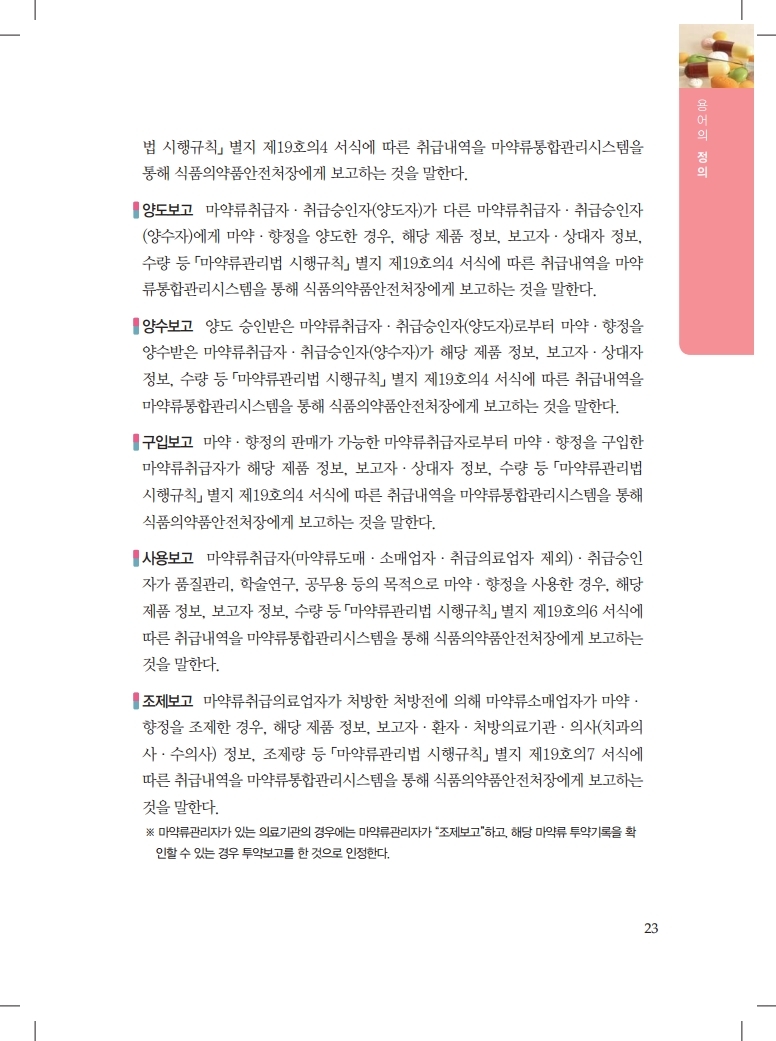 용어의 정의
법 시행규칙」 별지 제19호의4 서식에 따른 취급내역을 마약류통합관리시스템을
통해 식품의약품안전처장에게 보고하는 것을 말한다.
양도보고 마약류취급자 · 취급승인자(양도자)가 다른 마약류취급자 · 취급승인자
(양수자)에게 마약 · 향정을 양도한 경우, 해당 제품 정보, 보고자 · 상대자 정보,
수량 등 「마약류관리법 시행규칙」 별지 제19호의4 서식에 따른 취급내역을 마약
류통합관리시스템을 통해 식품의약품안전처장에게 보고하는 것을 말한다.
양수보고 양도 승인받은 마약류취급자 · 취급승인자(양도자)로부터 마약 · 향정을
양수받은 마약류취급자 · 취급승인자(양수자)가 해당 제품 정보, 보고자 · 상대자
정보, 수량 등 「마약류관리법 시행규칙」 별지 제19호의4 서식에 따른 취급내역을
마약류통합관리시스템을 통해 식품의약품안전처장에게 보고하는 것을 말한다.
구입보고 마약 · 향정의 판매가 가능한 마약류취급자로부터 마약 · 향정을 구입한
마약류취급자가 해당 제품 정보, 보고자 · 상대자 정보, 수량 등 「마약류관리법
시행규칙」 별지 제19호의4 서식에 따른 취급내역을 마약류통합관리시스템을 통해
식품의약품안전처장에게 보고하는 것을 말한다.
사용보고 마약류취급자(마약류도매 · 소매업자 · 취급의료업자 제외) · 취급승인
자가 품질관리, 학술연구, 공무용 등의 목적으로 마약 · 향정을 사용한 경우, 해당
제품 정보, 보고자 정보, 수량 등 「마약류관리법 시행규칙」 별지 제19호의6 서식에
따른 취급내역을 마약류통합관리시스템을 통해 식품의약품안전처장에게 보고하는
것을 말한다.
조제보고 마약류취급의료업자가 처방한 처방전에 의해 마약류소매업자가 마약 ·
향정을 조제한 경우, 해당 제품 정보, 보고자 · 환자 · 처방의료기관 · 의사(치과의
사 · 수의사) 정보, 조제량 등 「마약류관리법 시행규칙」 별지 제19호의7 서식에
따른 취급내역을 마약류통합관리시스템을 통해 식품의약품안전처장에게 보고하는
것을 말한다.
※ 마약류관리자가 있는 의료기관의 경우에는 마약류관리자가 “조제보고”하고, 해당 마약류 투약기록을 확
인할 수 있는 경우 투약보고를 한 것으로 인정한다.
23